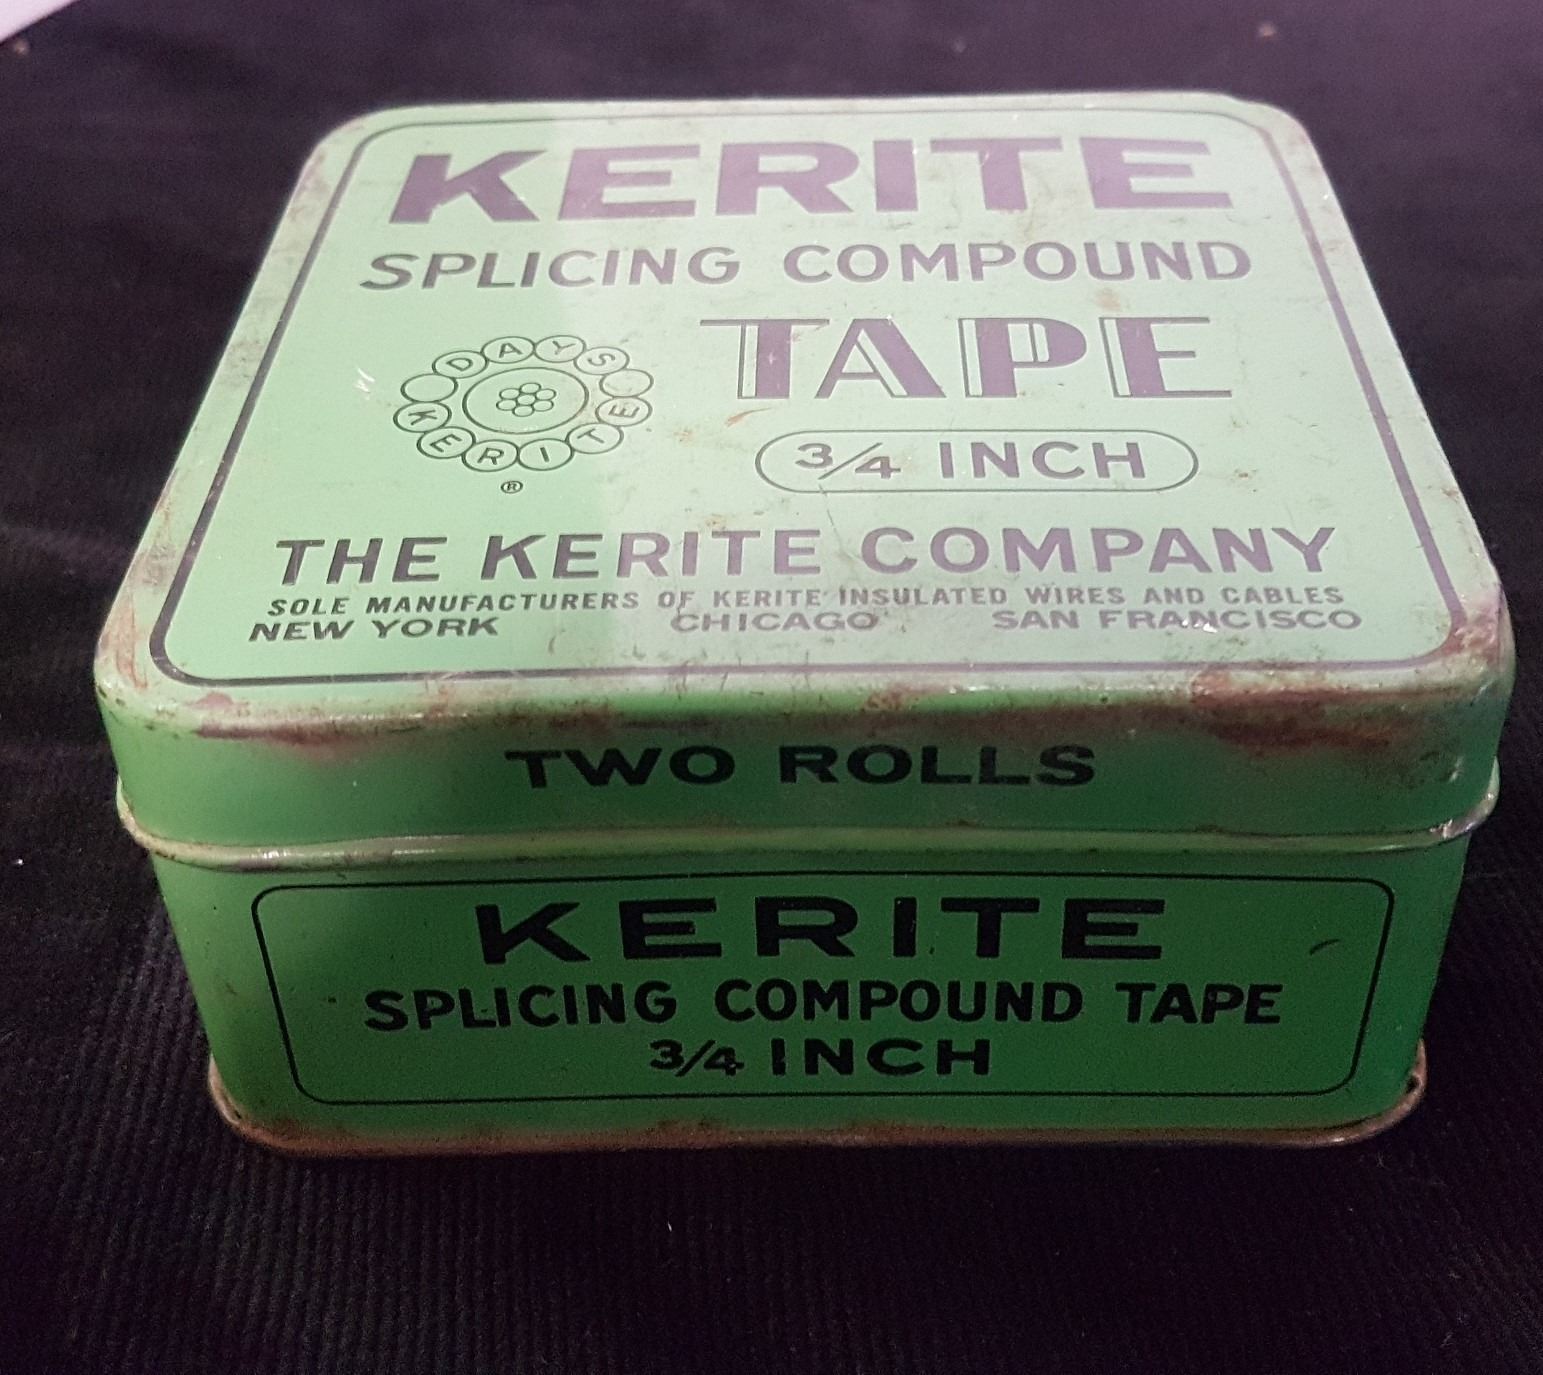 KERITE
SPLICING COMPOUND
TAPE
DAYS
KERITE
®
3/4 INCH
THE KERITE COMPANY
SOLE MANUFACTURERS OF KERITE INSULATED WIRES AND CABLES
NEW YORK CHICAGO SAN FRANCISCO
TWO ROLLS
KERITE
SPLICING COMPOUND TAPE
3/4 INCH